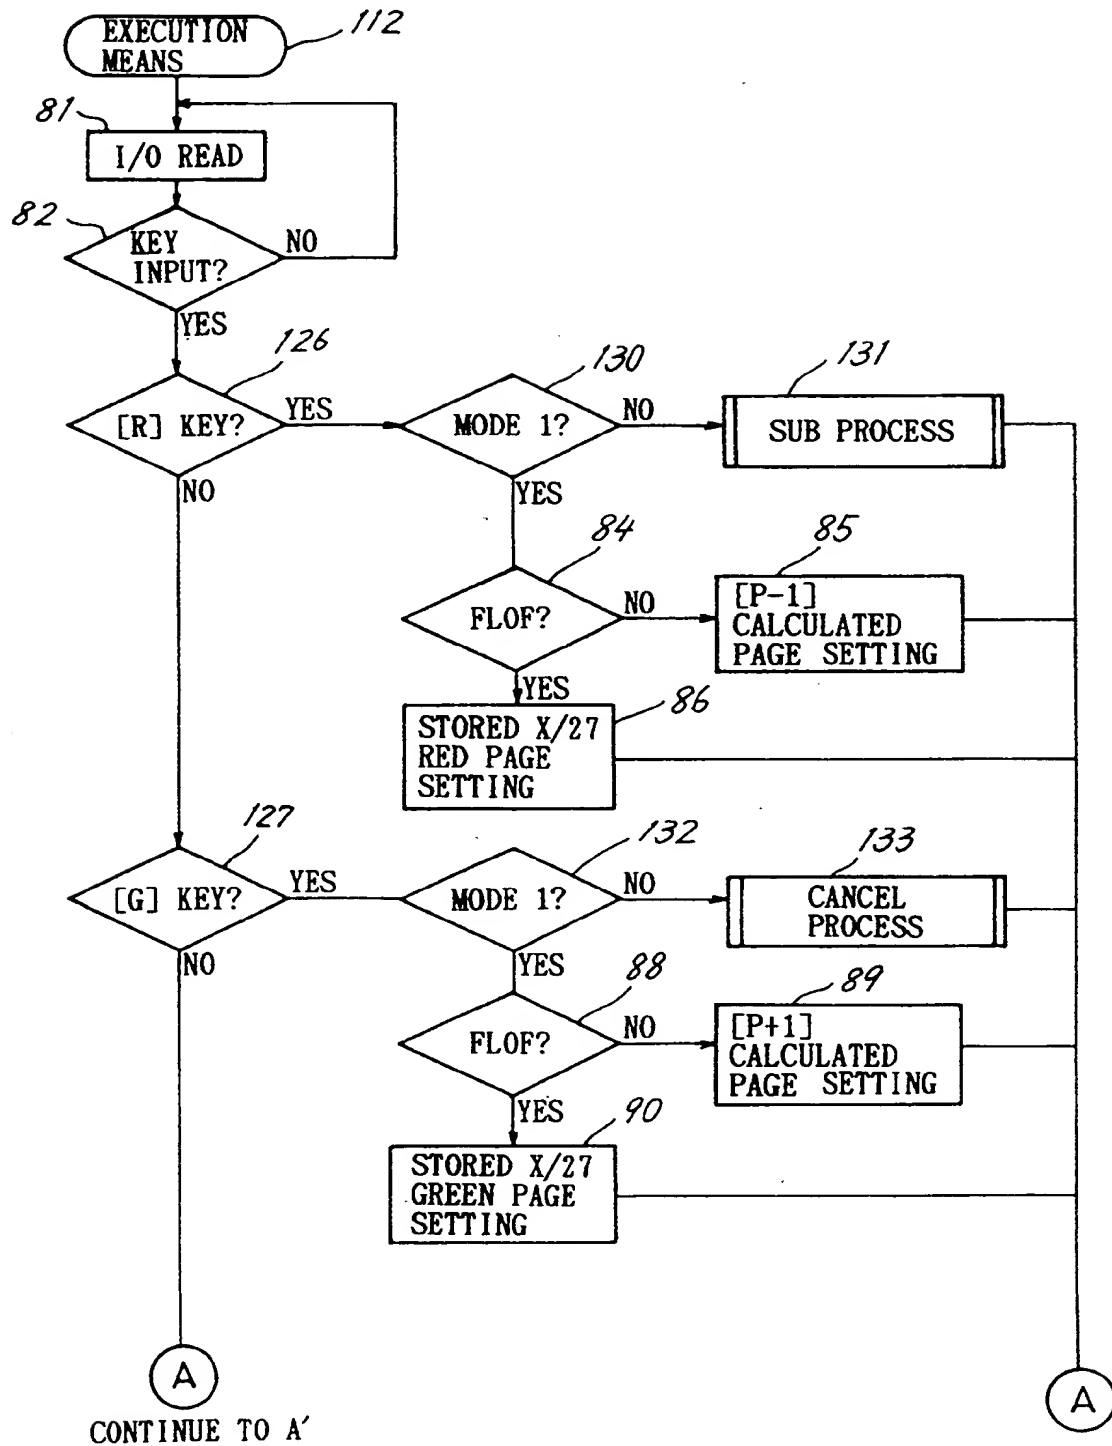 EXECUTION
MEANS
112
81
I/O READ
82
KEY
INPUT?
NO
YES
126
[R] KEY?
YES
NO
130
MODE 1?
NO
YES
131
SUB PROCESS
84
FLOF?
NO
YES
85
[P-1]
CALCULATED
PAGE SETTING
86
STORED X/27
RED PAGE
SETTING
127
[G] KEY?
YES
NO
132
MODE 1?
NO
YES
133
CANCEL
PROCESS
88
FLOF?
NO
YES
89
[P+1]
CALCULATED
PAGE SETTING
90
STORED X/27
GREEN PAGE
SETTING
A
CONTINUE TO A′
A